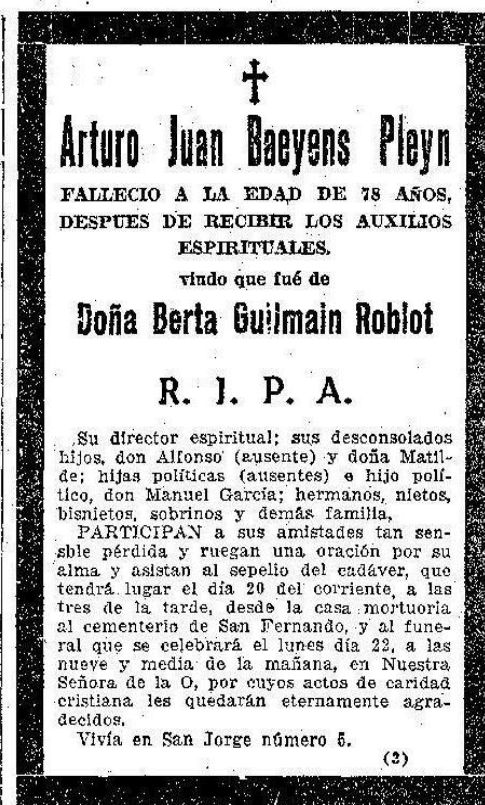 Arturo Juan Baeyens Pleyn
FALLECIO A LA EDAD DE 78 AÑOS,
DESPUES DE RECIBIR LOS AUXILIOS
ESPIRITUALES.
viudo que fué de
Doña Berta Guilmain Roblot
R. I. P. A.
Su director espiritual; sus desconsolados
hijos, don Alfonso (ausente) y doña Matil-
de; hijas políticas (ausentes) e hijo polí-
tico, don Manuel García; hermanos, nietos,
bisnietos, sobrinos y demás familia,
PARTICIPAN a sus amistades tan sen-
sble pérdida y ruegan una oración por su
alma y asistan al sepelio del cadáver, que
tendrá lugar el día 20 del corriente, a las
tres de la tarde, desde la casa mortuoria
al cementerio de San Fernando, y al fune-
ral que se celebrará el lunes día 22, a las
nueve y media de la mañana, en Nuestra
Señora de la O, por cuyos actos de caridad
cristiana les quedarán eternamente agra-
decidos.
Vivía en San Jorge número 5.
(2)